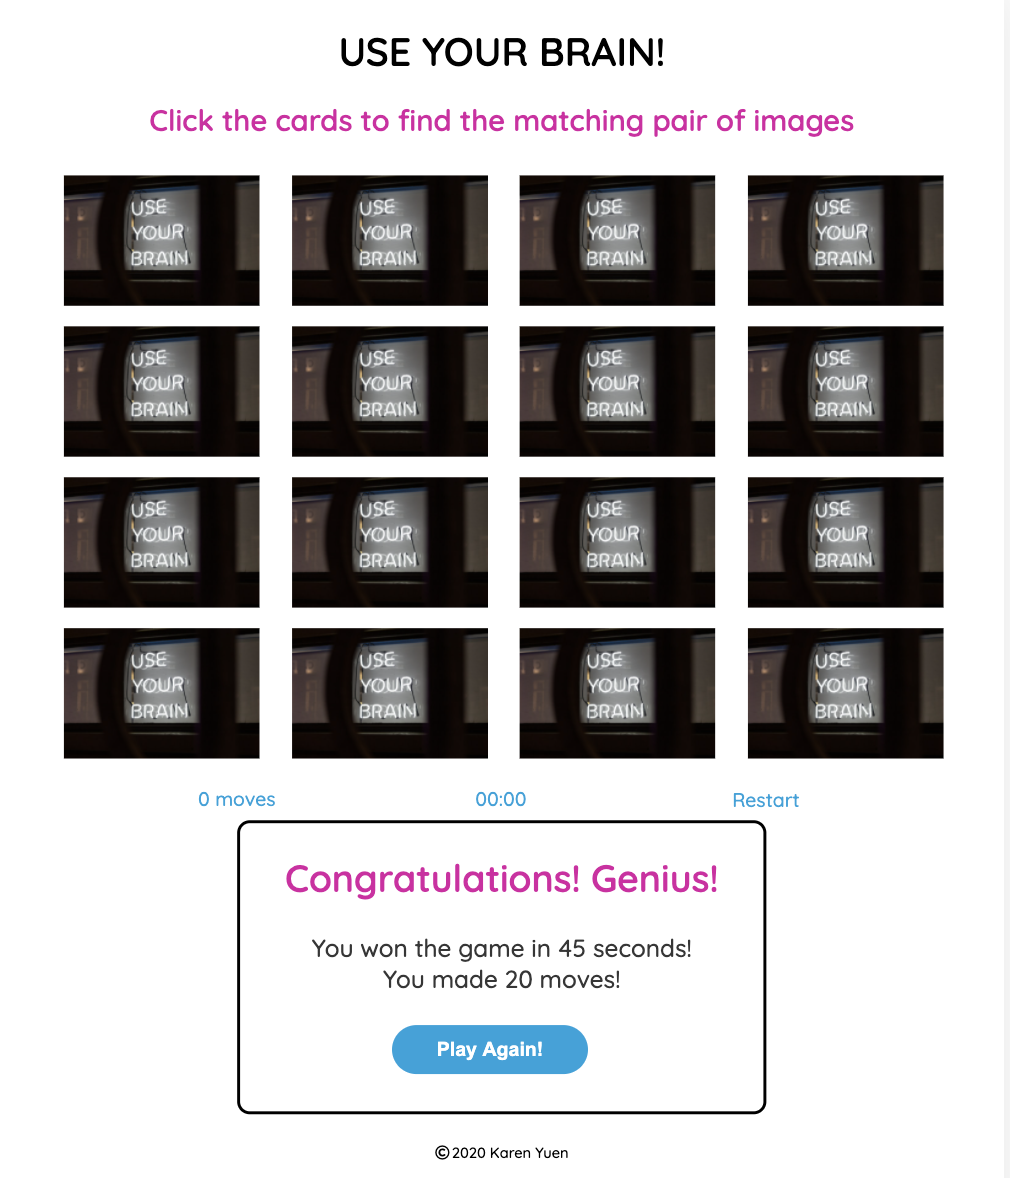 USE YOUR BRAIN!
Click the cards to find the matching pair of images
USE USE USE USE
YOUR YOUR YOUR YOUR
BRAIN BRAIN BRAIN BRAIN
USE USE USE USE
YOUR YOUR YOUR YOUR
BRAIN BRAIN BRAIN BRAIN
USE USE USE USE
YOUR YOUR YOUR YOUR
BRAIN BRAIN BRAIN BRAIN
USE USE USE USE
YOUR YOUR YOUR YOUR
BRAIN BRAIN BRAIN BRAIN
0 moves 00:00 Restart
Congratulations! Genius!
You won the game in 45 seconds!
You made 20 moves!
Play Again!
©2020 Karen Yuen